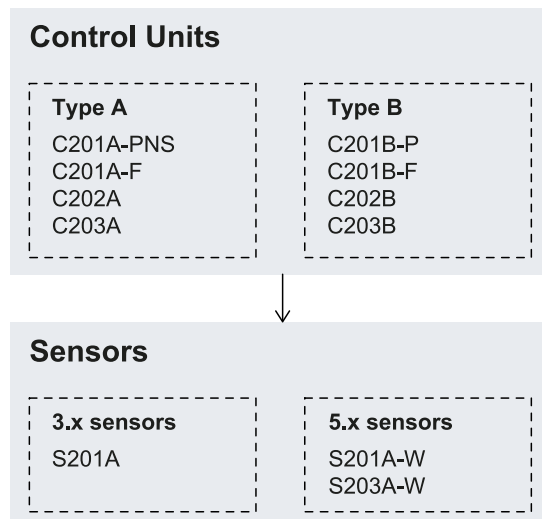 Control Units
Type A
C201A-PNS
C201A-F
C202A
C203A
Type B
C201B-P
C201B-F
C202B
C203B
Sensors
3.x sensors
S201A
5.x sensors
S201A-W
S203A-W